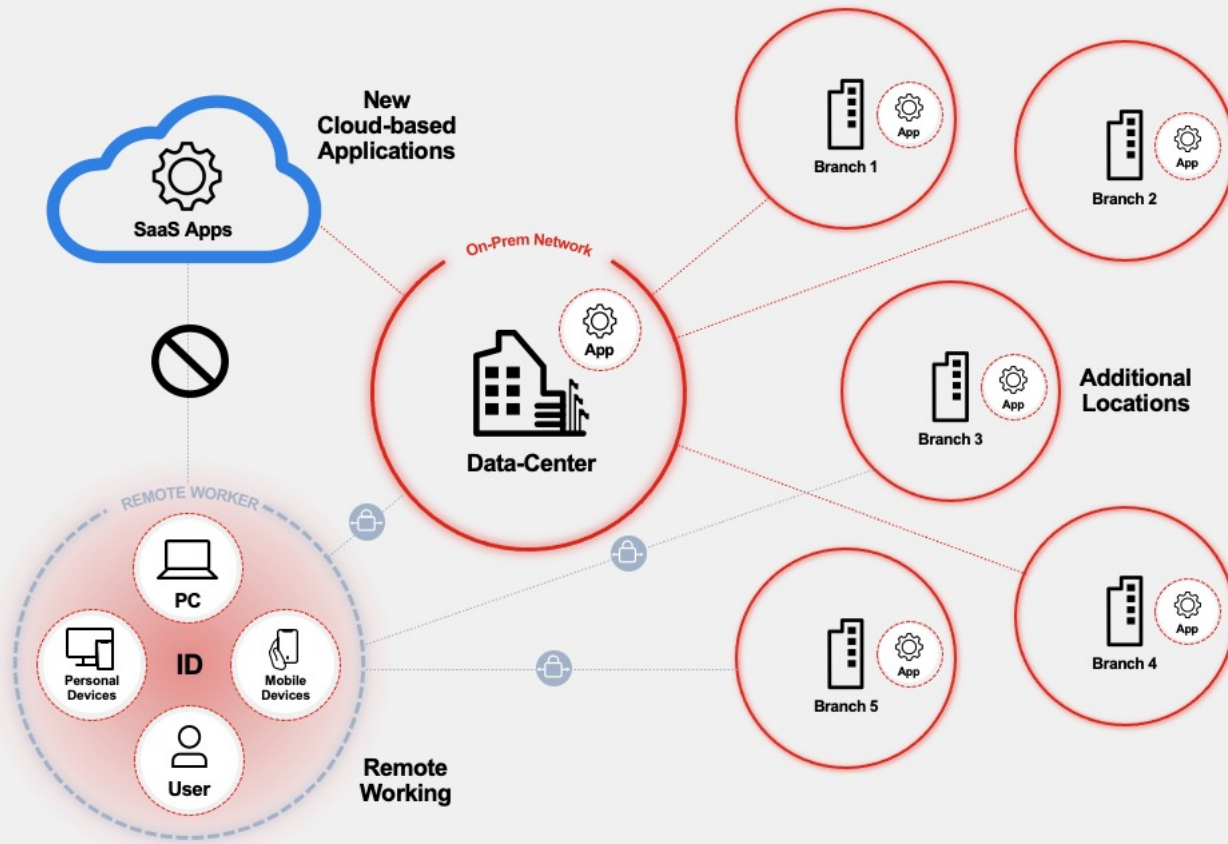 New
Cloud-based
Applications
SaaS Apps
App
Branch 1
App
Branch 2
On-Prem Network
App
Data-Center
App
Branch 3
Additional
Locations
REMOTE WORKER
PC
Personal
Devices
ID
Mobile
Devices
User
Remote
Working
App
Branch 5
App
Branch 4